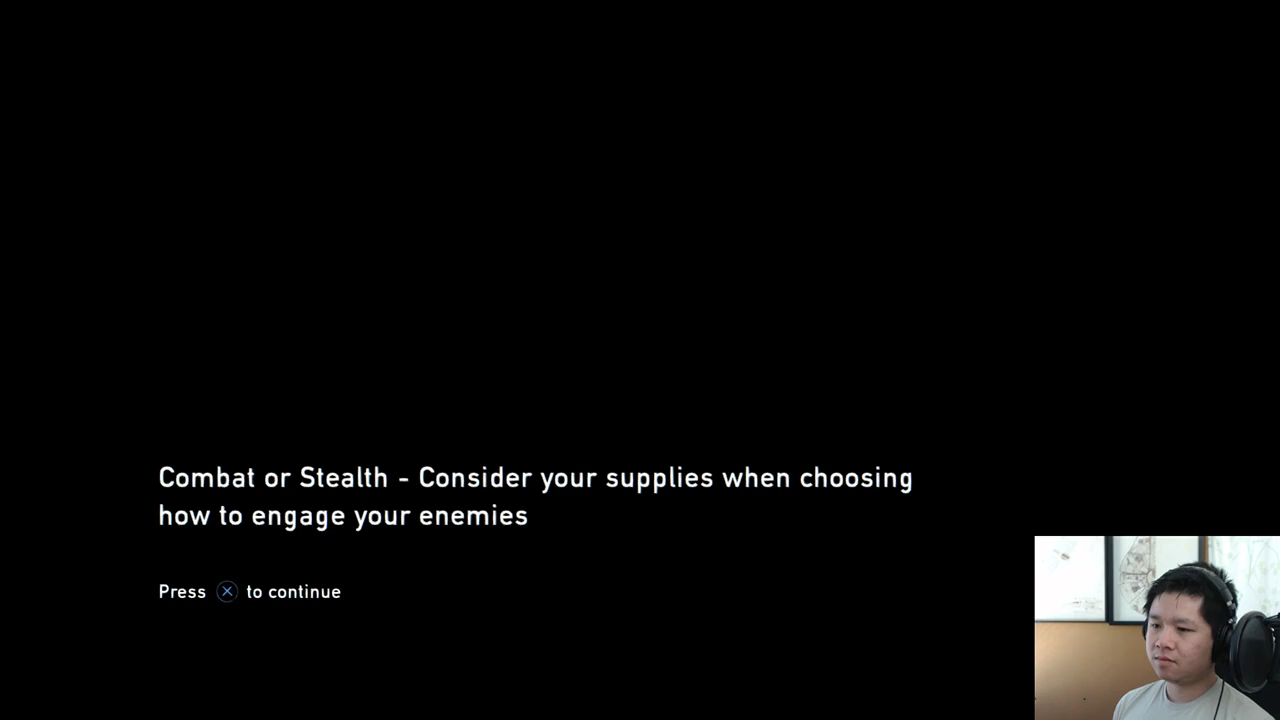 Combat or Stealth - Consider your supplies when choosing
how to engage your enemies
Press ⓧ to continue